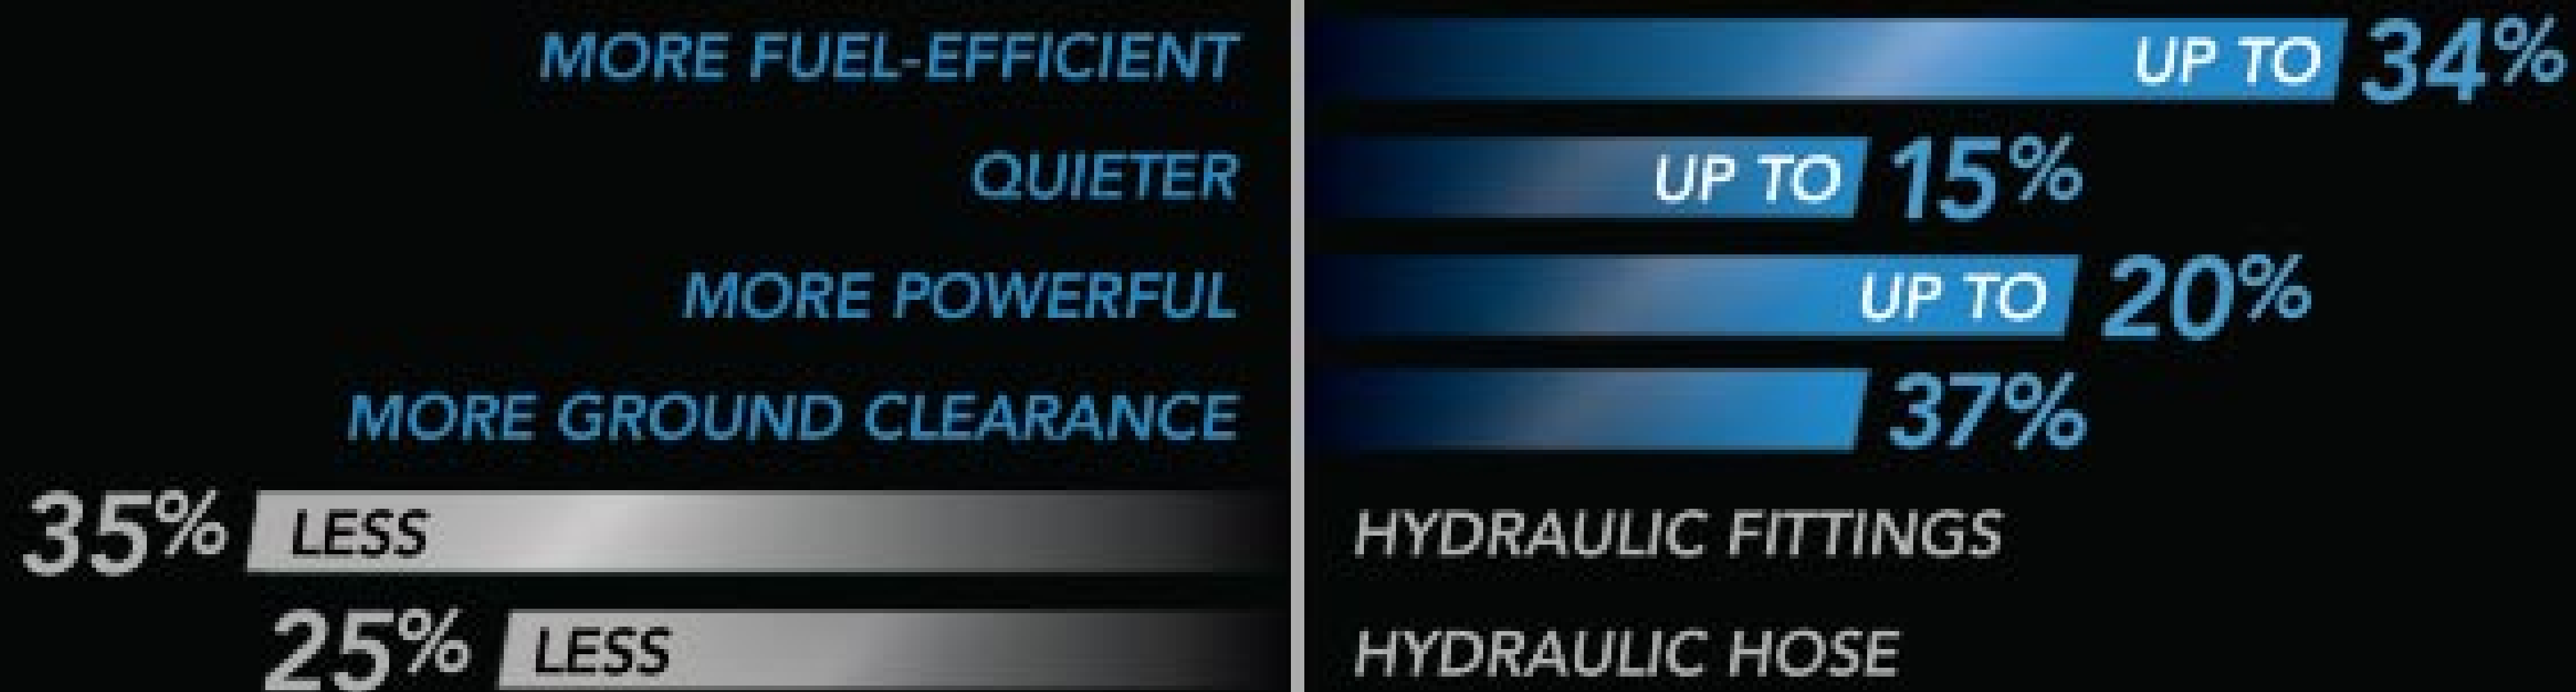 MORE FUEL-EFFICIENT UP TO 34%
QUIETER UP TO 15%
MORE POWERFUL UP TO 20%
MORE GROUND CLEARANCE 37%
35% LESS HYDRAULIC FITTINGS
25% LESS HYDRAULIC HOSE